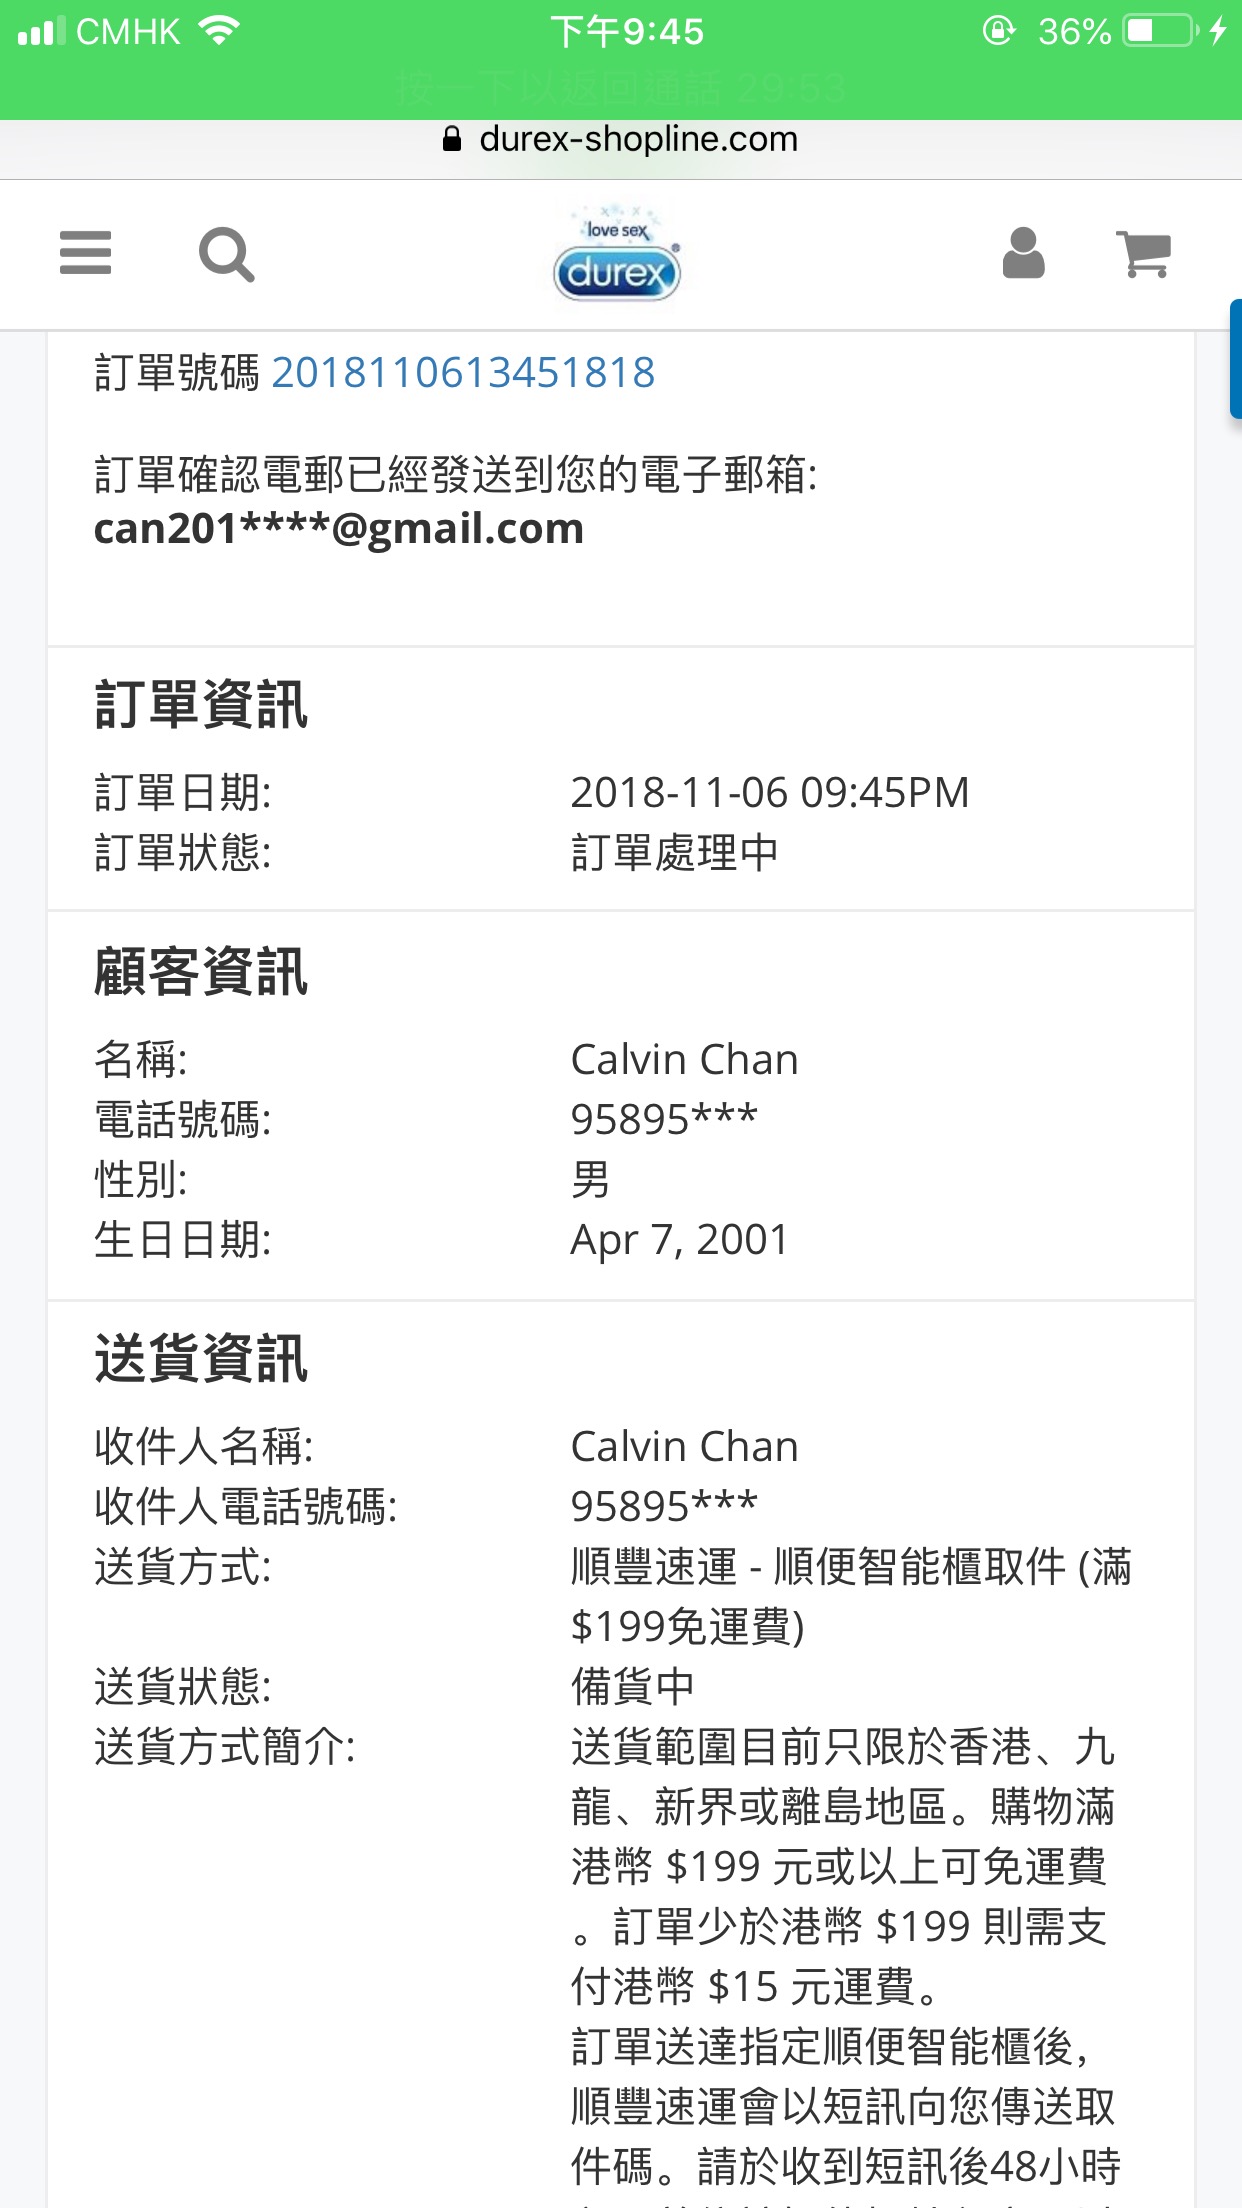 CMHK 下午9:45 36%
按一下以返回通話 29:53
durex-shopline.com
love sex
durex®
訂單號碼 2018110613451818
訂單確認電郵已經發送到您的電子郵箱:
can201****@gmail.com
訂單資訊
訂單日期: 2018-11-06 09:45PM
訂單狀態: 訂單處理中
顧客資訊
名稱: Calvin Chan
電話號碼: 95895***
性別: 男
生日日期: Apr 7, 2001
送貨資訊
收件人名稱: Calvin Chan
收件人電話號碼: 95895***
送貨方式: 順豐速運 - 順便智能櫃取件 (滿
$199免運費)
送貨狀態: 備貨中
送貨方式簡介: 送貨範圍目前只限於香港、九
龍、新界或離島地區。購物滿
港幣 $199 元或以上可免運費
。訂單少於港幣 $199 則需支
付港幣 $15 元運費。
訂單送達指定順便智能櫃後，
順豐速運會以短訊向您傳送取
件碼。請於收到短訊後48小時